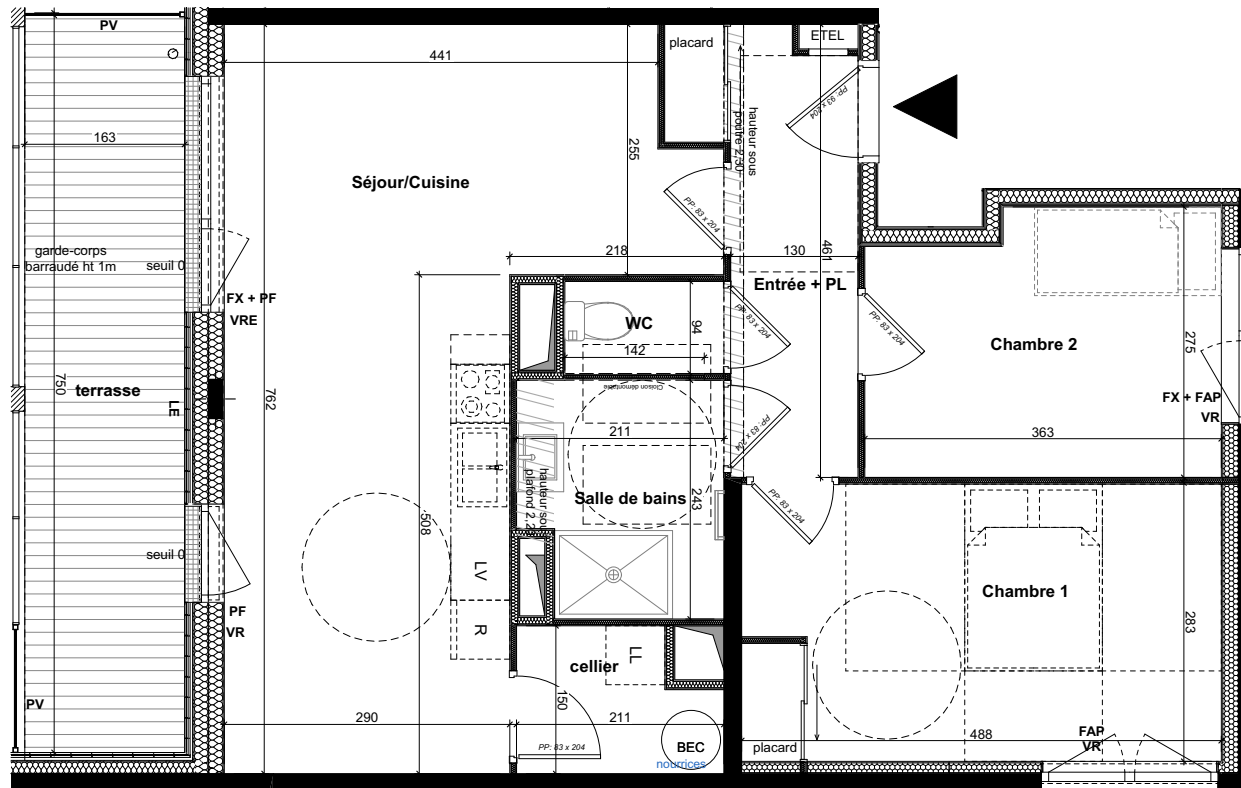 PV
placard
ETEL
441
PP: 93 x 204
163
hauteur sous
poutre 2,50
255
Séjour/Cuisine
PP: 83 x 204
garde-corps
barraudé ht 1m
seuil 0
218
130
461
Entrée + PL
FX + PF
VRE
WC
94
PP: 83 x 204
PP: 83 x 204
Chambre 2
275
142
terrasse
750
LE
762
Cloison démontable
FX + FAP
VR
211
PP: 83 x 204
363
hauteur sous
plafond 2,2
Salle de bains
243
PP: 83 x 204
508
seuil 0
LV
Chambre 1
PF
VR
R
283
cellier
LL
PV
150
290
211
488
FAP
VR
PP: 83 x 204
BEC
nourrices
placard